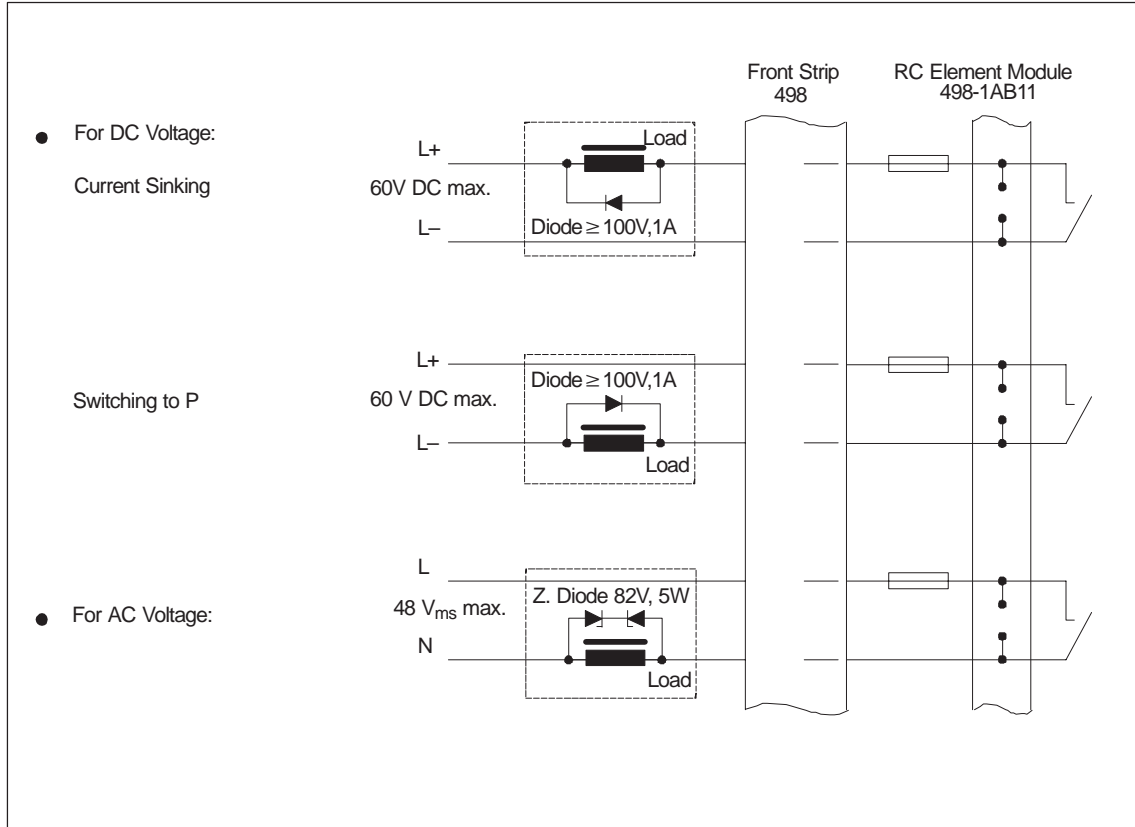 Front Strip
498
RC Element Module
498-1AB11
● For DC Voltage:
Current Sinking
L+
60V DC max.
L–
Load
Diode ≥ 100V,1A
Switching to P
L+
60 V DC max.
L–
Diode ≥ 100V,1A
Load
● For AC Voltage:
L
48 Vms max.
N
Z. Diode 82V, 5W
Load